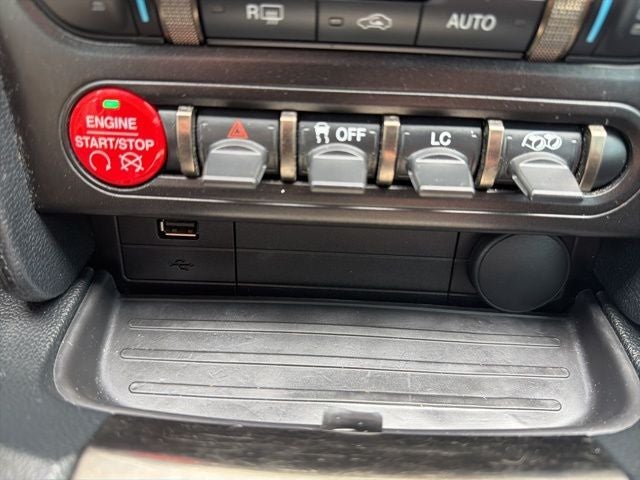 R
AUTO
ENGINE
START/STOP
OFF
LC